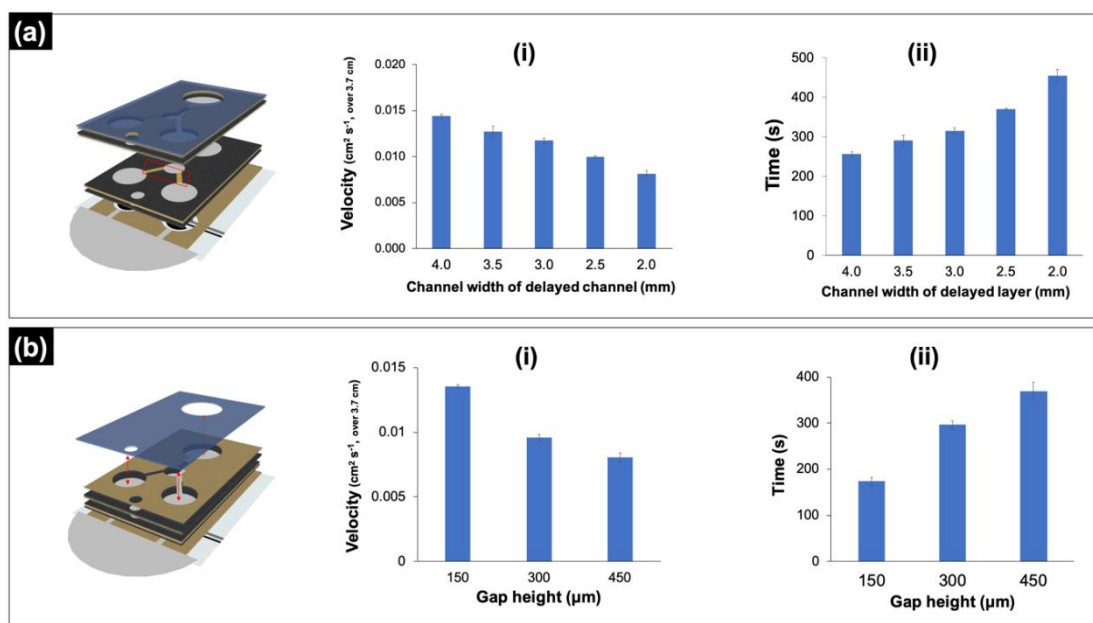 (a)
(i)
Velocity (cm² s⁻¹, over 3.7 cm)
0.020
0.015
0.010
0.005
0.000
4.0 3.5 3.0 2.5 2.0
Channel width of delayed channel (mm)
(ii)
Time (s)
500
400
300
200
100
0
4.0 3.5 3.0 2.5 2.0
Channel width of delayed layer (mm)
(b)
(i)
Velocity (cm² s⁻¹, over 3.7 cm)
0.015
0.01
0.005
0
150 300 450
Gap height (µm)
(ii)
Time (s)
400
300
200
100
0
150 300 450
Gap height (µm)